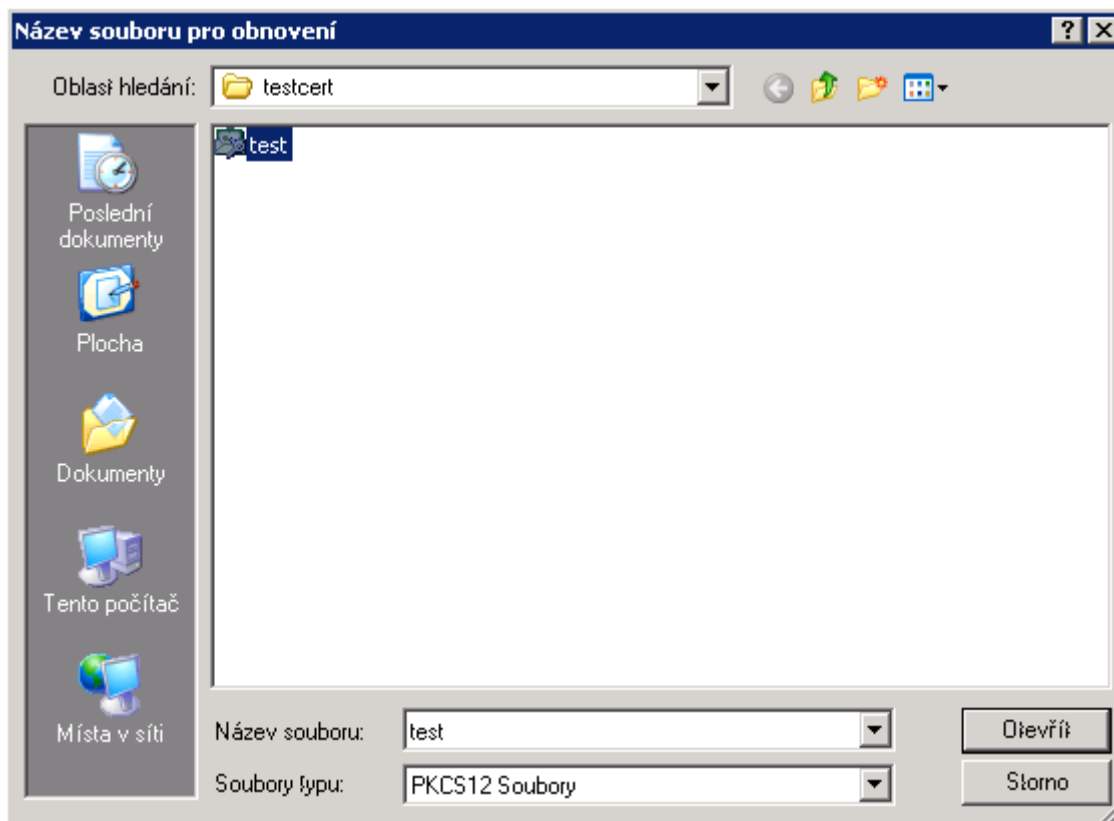 Název souboru pro obnovení
Oblast hledání: testcert
test
Poslední
dokumenty
Plocha
Dokumenty
Tento počítač
Místa v síti
Název souboru: test
Otevřít
Soubory typu: PKCS12 Soubory
Storno